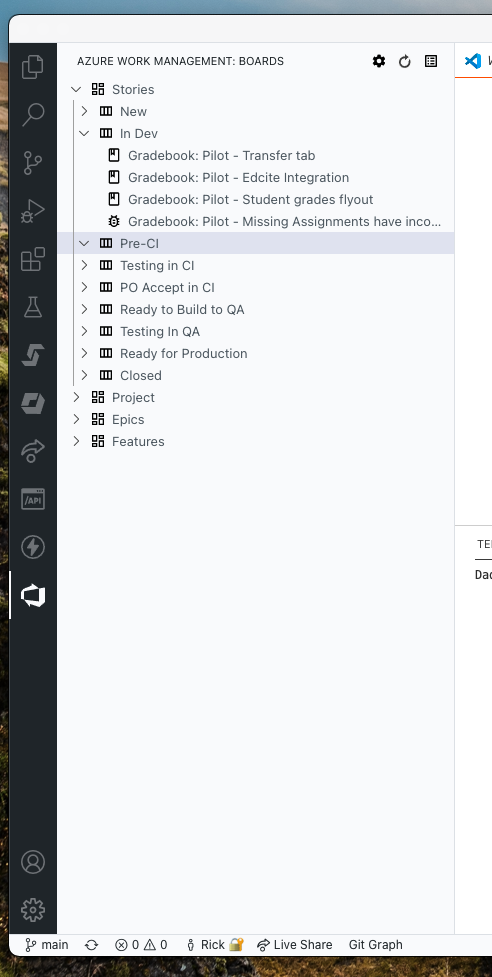 AZURE WORK MANAGEMENT: BOARDS
Stories
New
In Dev
Gradebook: Pilot - Transfer tab
Gradebook: Pilot - Edcite Integration
Gradebook: Pilot - Student grades flyout
Gradebook: Pilot - Missing Assignments have inco...
Pre-CI
Testing in CI
PO Accept in CI
Ready to Build to QA
Testing In QA
Ready for Production
Closed
Project
Epics
Features
/API
main 0 0 Rick Live Share Git Graph